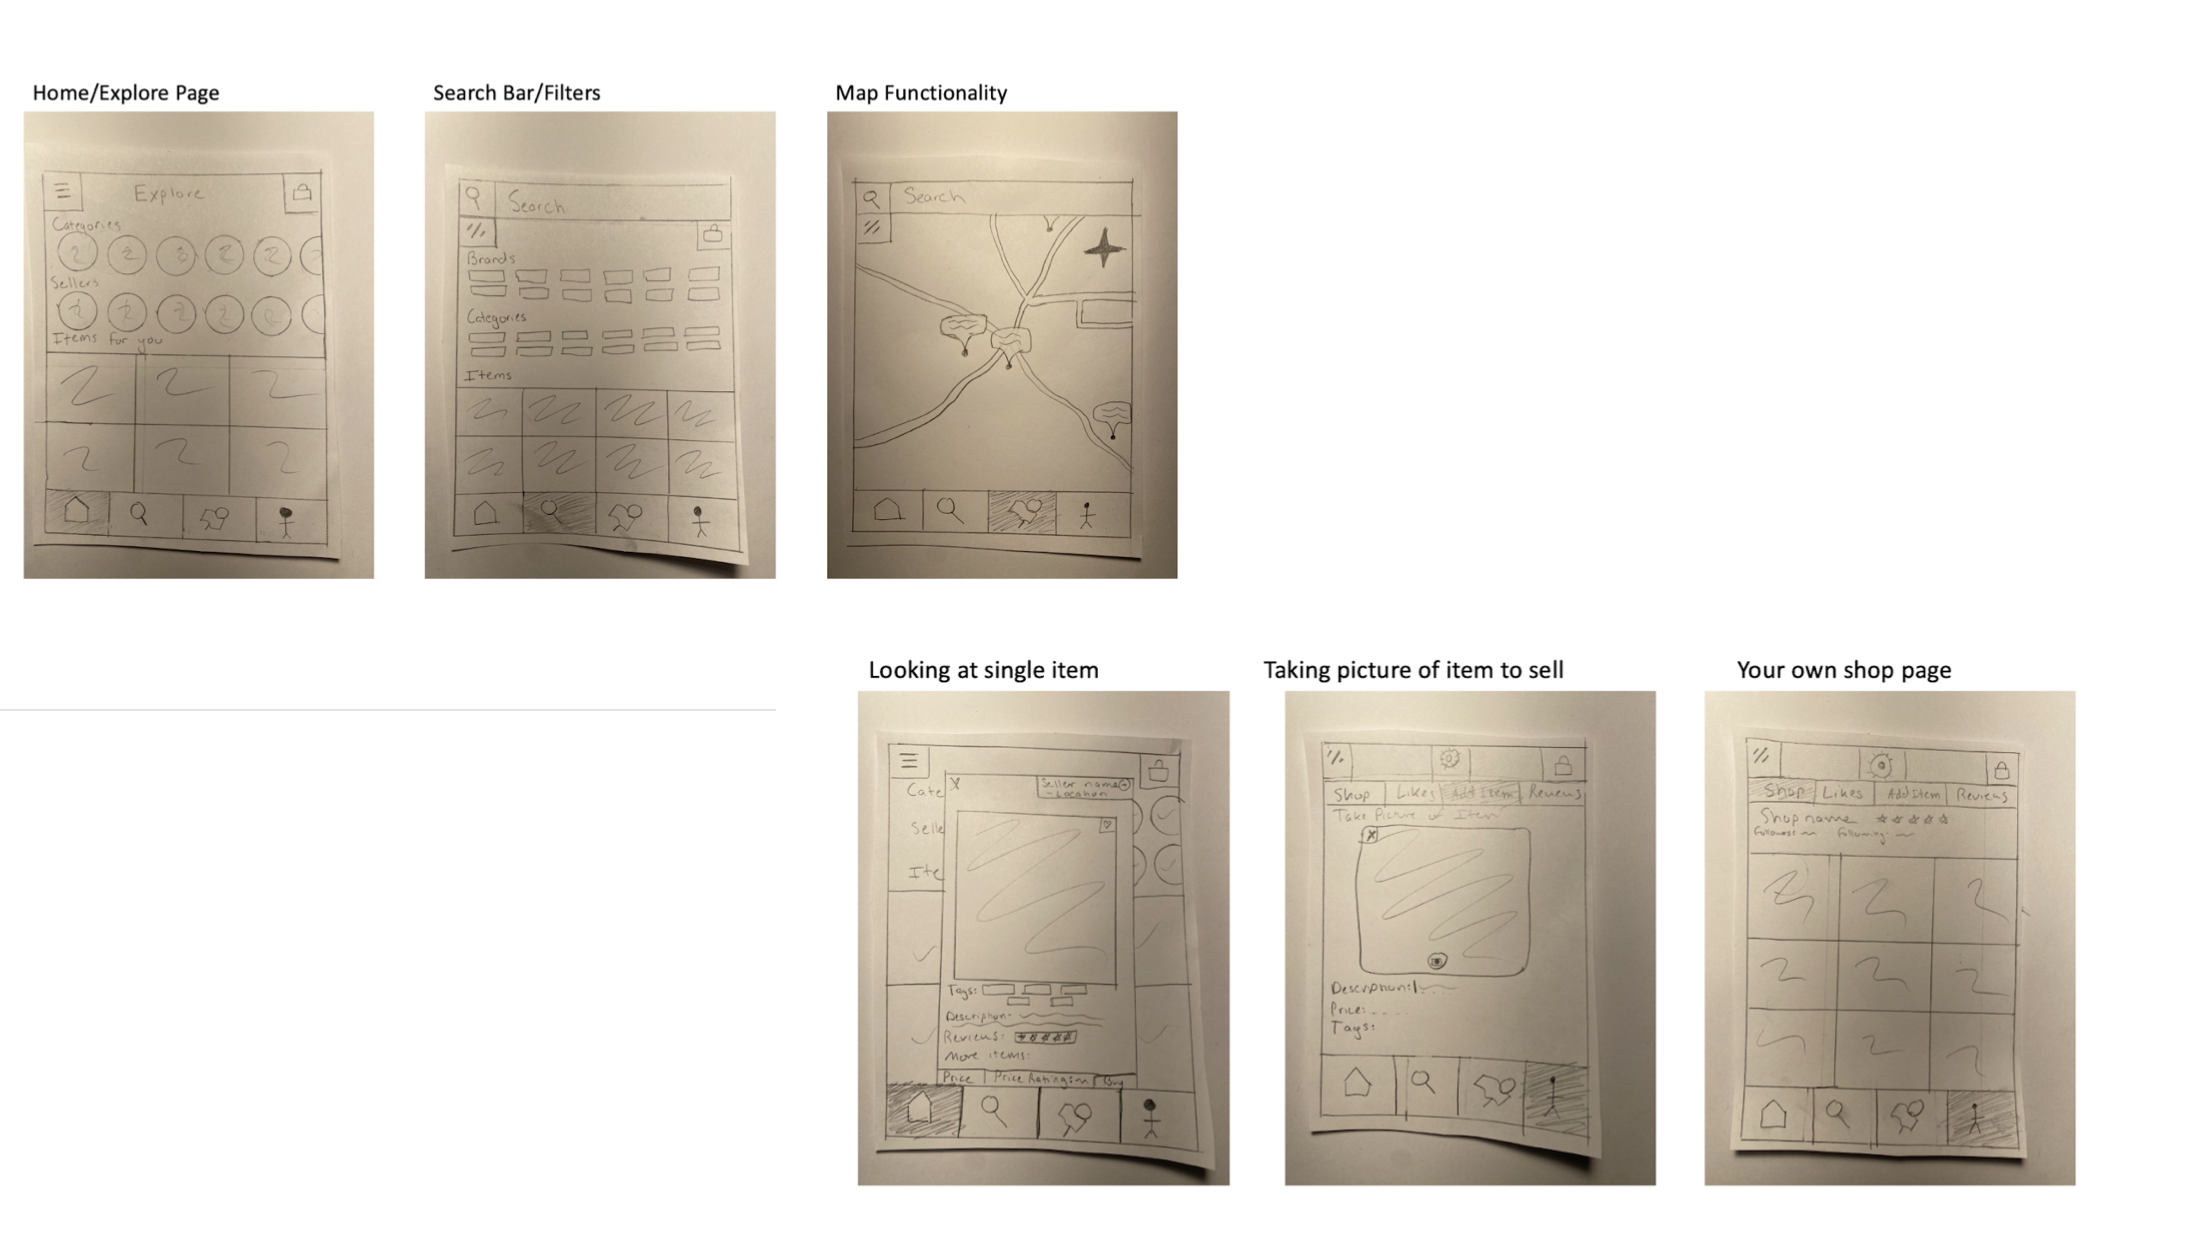 Home/Explore Page
Search Bar/Filters
Map Functionality
Explore
Categories
Sellers
Items for you
Search
Brands
Categories
Items
Search
Looking at single item
Taking picture of item to sell
Your own shop page
Cate
Seller name
- Location
Selle
Ite
Tags:
Description:
Reviews:
More items:
Price
Price Ratings
Buy
Shop
Likes
Add Item
Reviews
Take Picture of Item
Description:
Price:
Tags:
Shop
Likes
Add Item
Reviews
Shop name
Followers
Following: